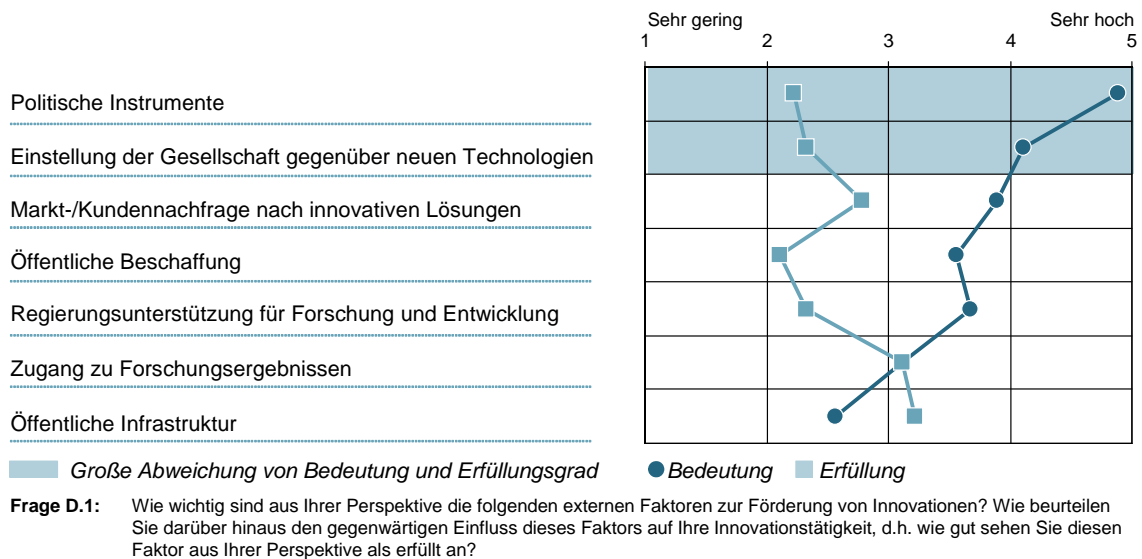 Sehr gering Sehr hoch
1 2 3 4 5
Politische Instrumente
Einstellung der Gesellschaft gegenüber neuen Technologien
Markt-/Kundennachfrage nach innovativen Lösungen
Öffentliche Beschaffung
Regierungsunterstützung für Forschung und Entwicklung
Zugang zu Forschungsergebnissen
Öffentliche Infrastruktur
Große Abweichung von Bedeutung und Erfüllungsgrad Bedeutung Erfüllung
Frage D.1: Wie wichtig sind aus Ihrer Perspektive die folgenden externen Faktoren zur Förderung von Innovationen? Wie beurteilen
Sie darüber hinaus den gegenwärtigen Einfluss dieses Faktors auf Ihre Innovationstätigkeit, d.h. wie gut sehen Sie diesen
Faktor aus Ihrer Perspektive als erfüllt an?